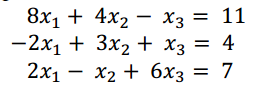 8x₁ + 4x₂ − x₃ = 11
−2x₁ + 3x₂ + x₃ = 4
2x₁ − x₂ + 6x₃ = 7